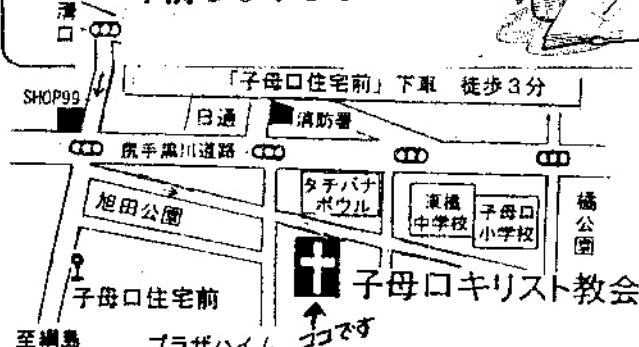 溝口
SHOP99
「子母口住宅前」下車 徒歩3分
日通
消防署
尻手黒川道路
タチバナ
ボウル
東橘
中学校
子母口
小学校
橘公園
旭田公園
子母口住宅前
子母口キリスト教会
ココです
至綱島
プラザハイム